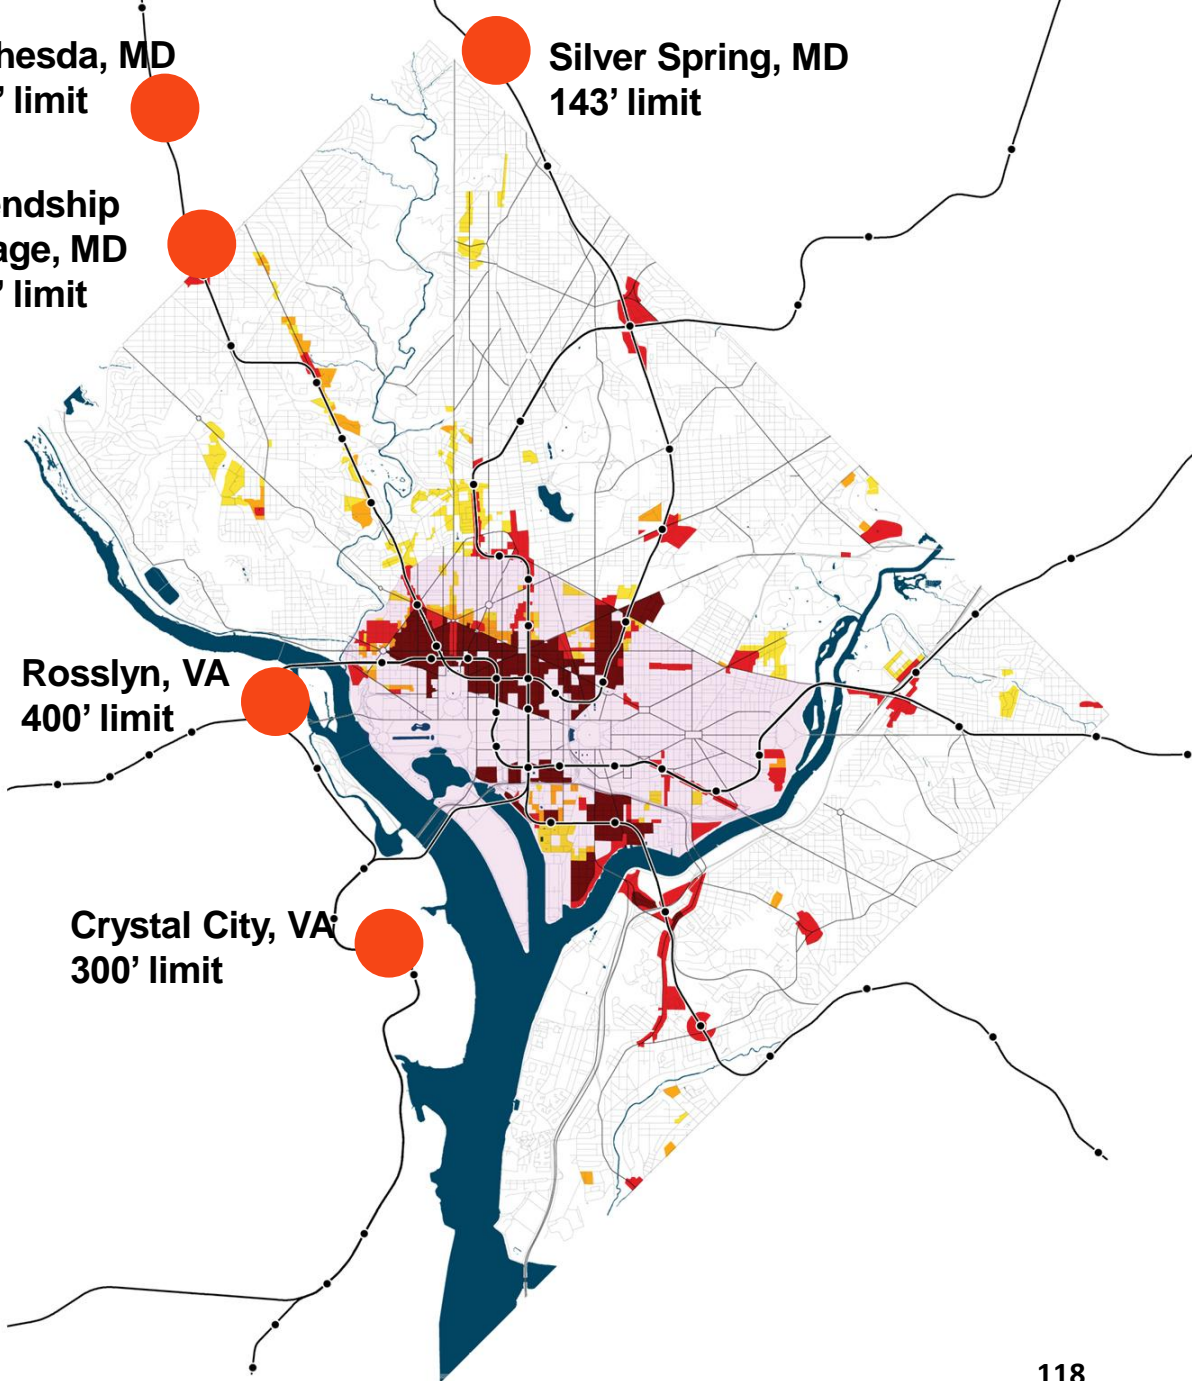 hesda, MD
’ limit
Silver Spring, MD
143’ limit
endship
age, MD
’ limit
Rosslyn, VA
400’ limit
Crystal City, VA
300’ limit
118